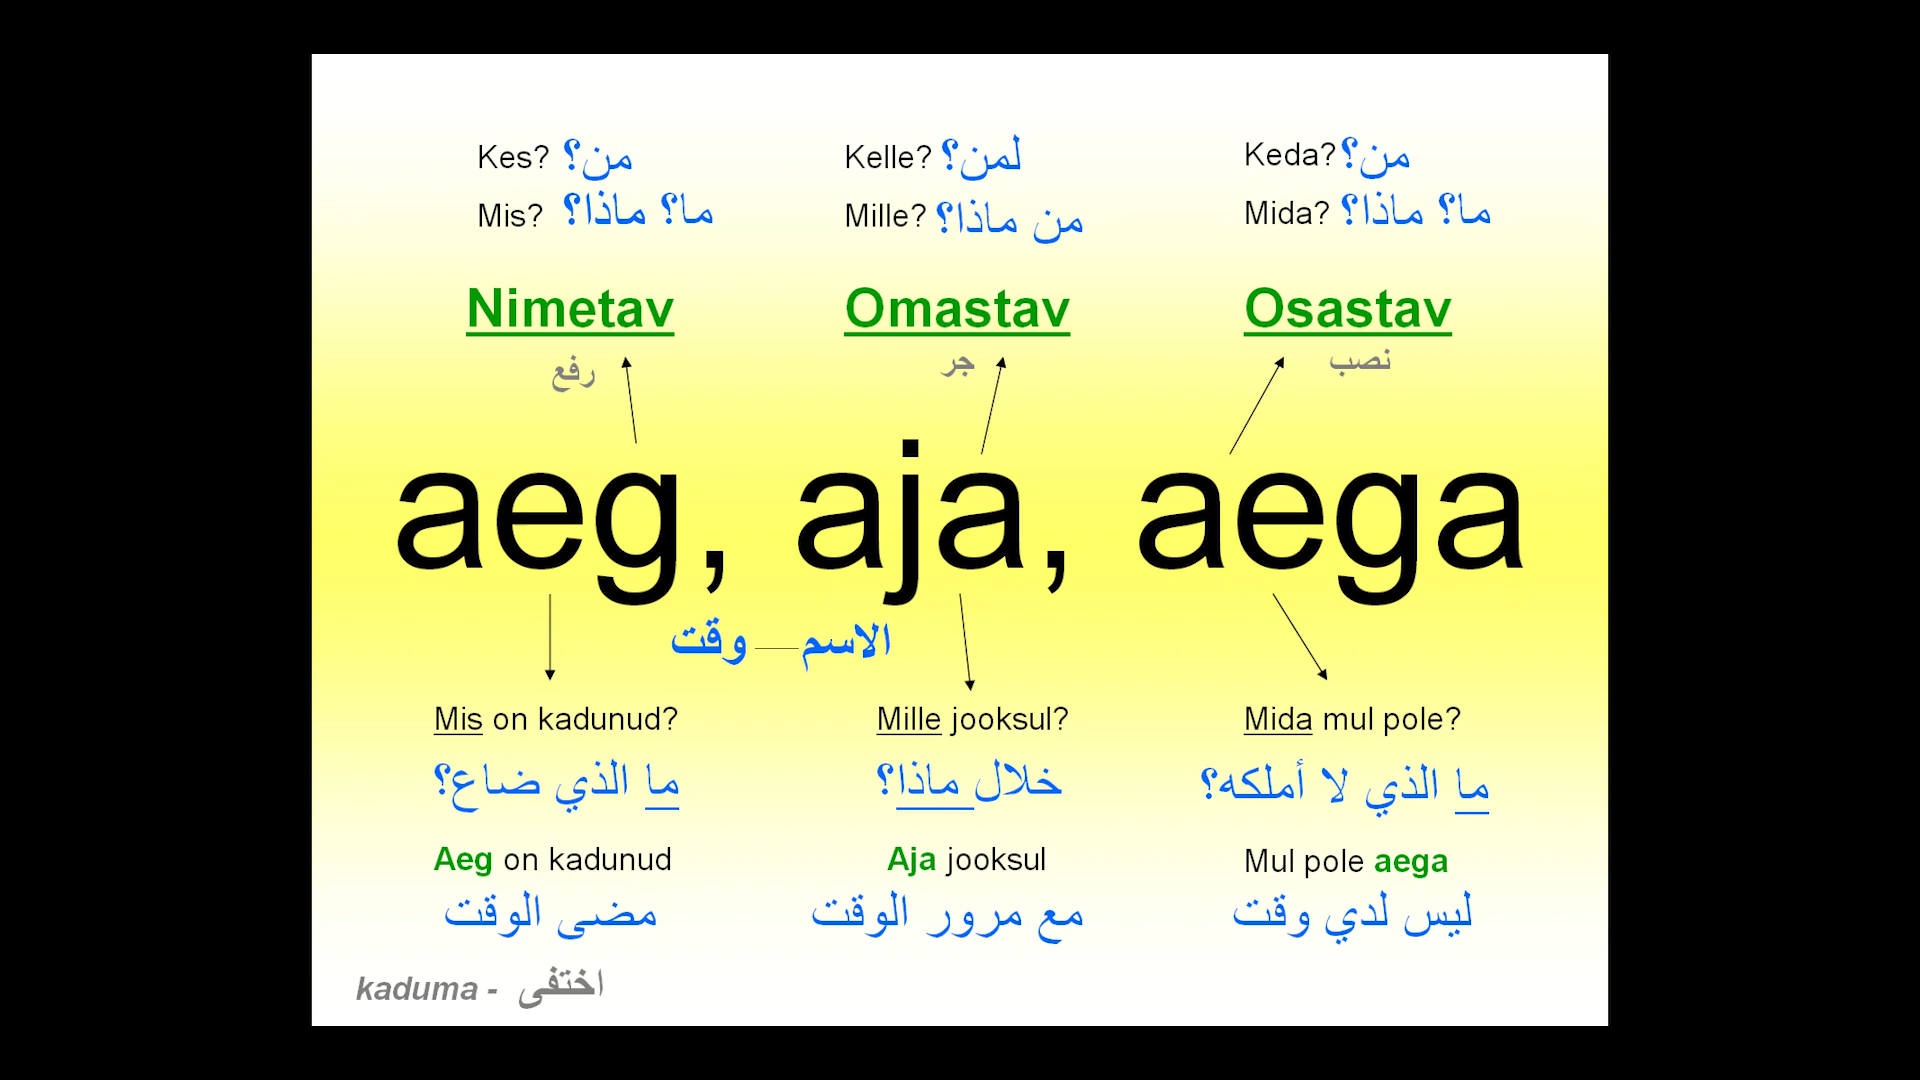 Kes? من؟
Mis? ما؟ ماذا؟
Kelle? لمن؟
Mille? من ماذا؟
Keda? من؟
Mida? ما؟ ماذا؟
Nimetav
رفع
Omastav
جر
Osastav
نصب
aeg, aja, aega
الاسم — وقت
Mis on kadunud?
ما الذي ضاع؟
Aeg on kadunud
مضى الوقت
Mille jooksul?
خلال ماذا؟
Aja jooksul
مع مرور الوقت
Mida mul pole?
ما الذي لا أملكه؟
Mul pole aega
ليس لدي وقت
kaduma - اختفى